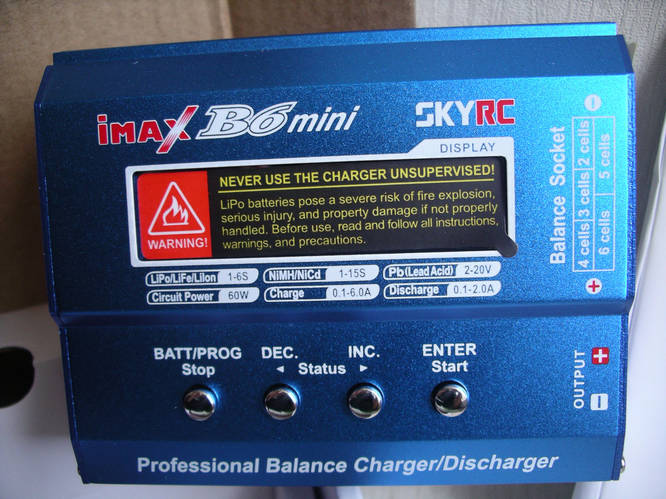 iMAX B6 mini
SKYRC
DISPLAY
NEVER USE THE CHARGER UNSUPERVISED!
WARNING!
LiPo batteries pose a severe risk of fire explosion,
serious injury, and property damage if not properly
handled. Before use, read and follow all instructions,
warnings, and precautions.
LiPo/LiFe/LiIon 1-6S
NiMH/NiCd 1-15S
Pb(Lead Acid) 2-20V
Circuit Power 60W
Charge 0.1-6.0A
Discharge 0.1-2.0A
Balance Socket
4 cells 3 cells 2 cells
6 cells 5 cells
BATT/PROG
Stop
DEC.
INC.
◄ Status ►
ENTER
Start
OUTPUT
Professional Balance Charger/Discharger